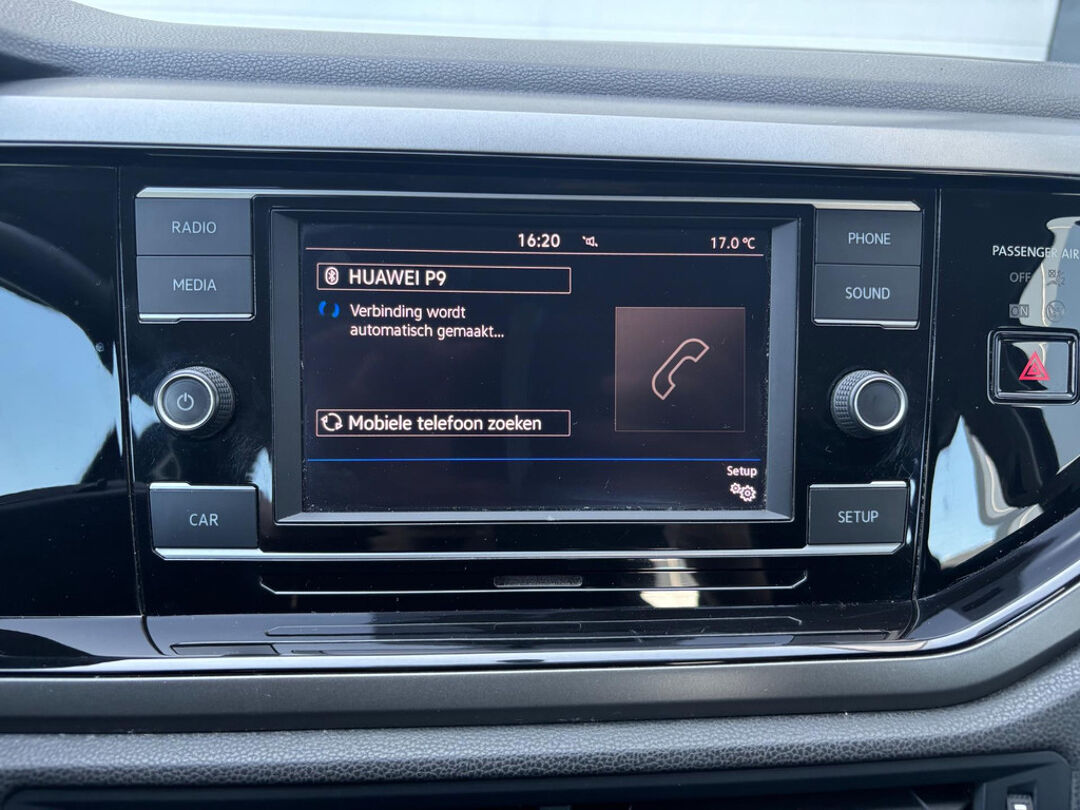 RADIO
MEDIA
CAR
16:20
17.0 °C
HUAWEI P9
Verbinding wordt
automatisch gemaakt...
Mobiele telefoon zoeken
Setup
PHONE
SOUND
SETUP
PASSENGER AIR
OFF
ON